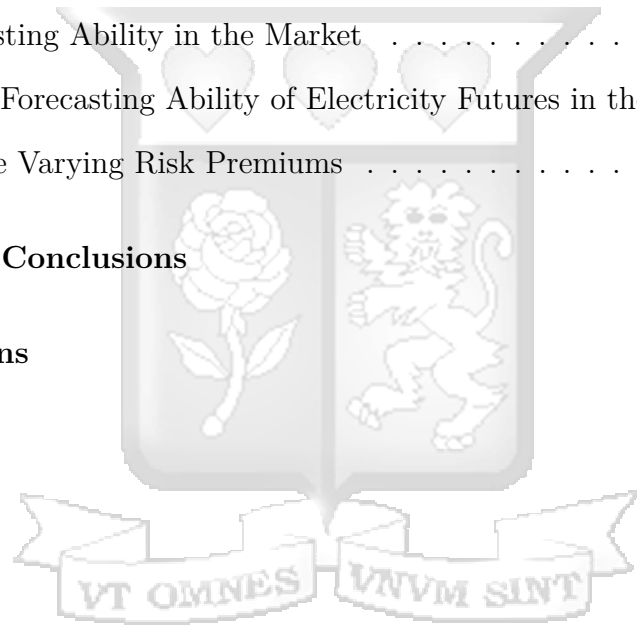 sting Ability in the Market . . . . . . . . . .
Forecasting Ability of Electricity Futures in the
e Varying Risk Premiums . . . . . . . . . . .
Conclusions
ns
VT OMNES VNVM SINT